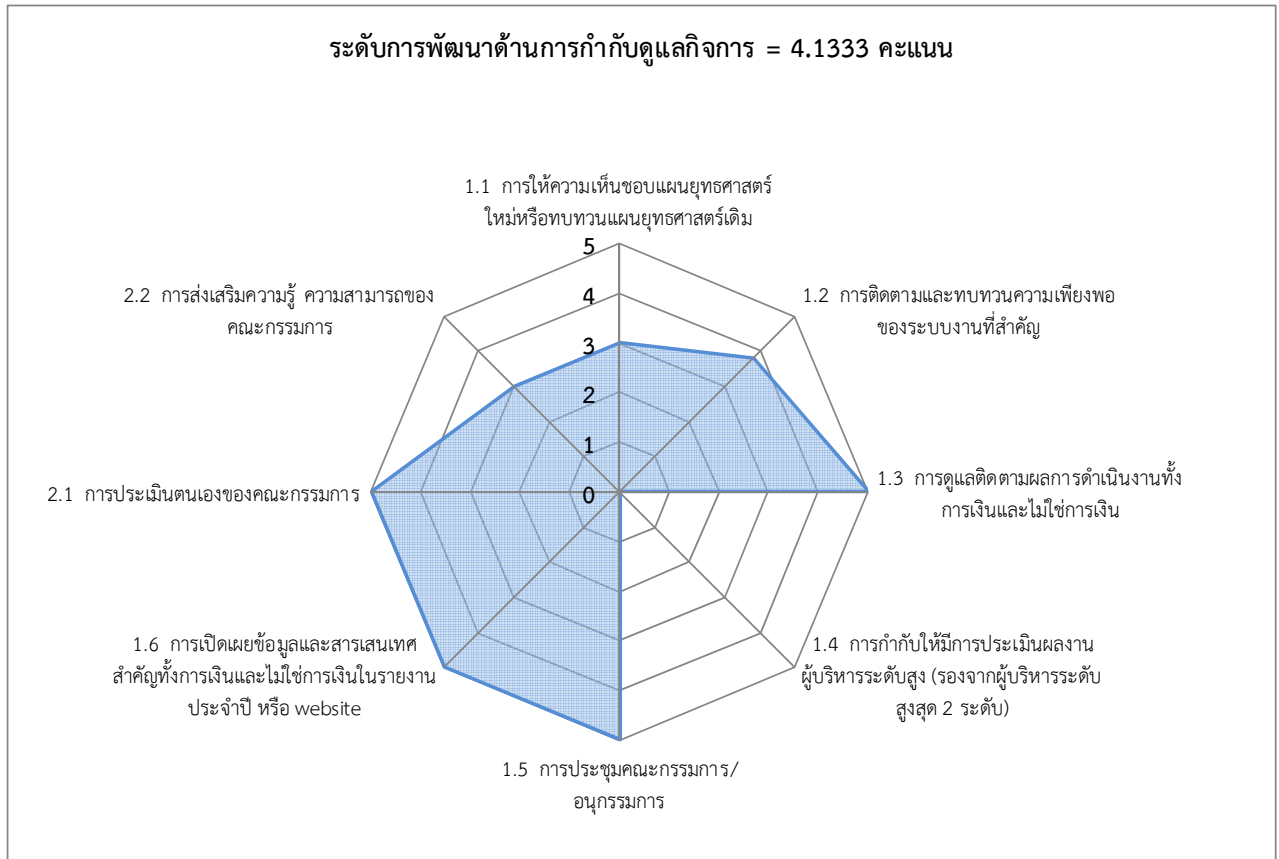 ระดับการพัฒนาด้านการกำกับดูแลกิจการ = 4.1333 คะแนน
1.1 การให้ความเห็นชอบแผนยุทธศาสตร์
ใหม่หรือทบทวนแผนยุทธศาสตร์เดิม
1.2 การติดตามและทบทวนความเพียงพอ
ของระบบงานที่สำคัญ
1.3 การดูแลติดตามผลการดำเนินงานทั้ง
การเงินและไม่ใช่การเงิน
1.4 การกำกับให้มีการประเมินผลงาน
ผู้บริหารระดับสูง (รองจากผู้บริหารระดับ
สูงสุด 2 ระดับ)
1.5 การประชุมคณะกรรมการ/
อนุกรรมการ
1.6 การเปิดเผยข้อมูลและสารเสนเทศ
สำคัญทั้งการเงินและไม่ใช่การเงินในรายงาน
ประจำปี หรือ website
2.1 การประเมินตนเองของคณะกรรมการ
2.2 การส่งเสริมความรู้ ความสามารถของ
คณะกรรมการ
5
4
3
2
1
0